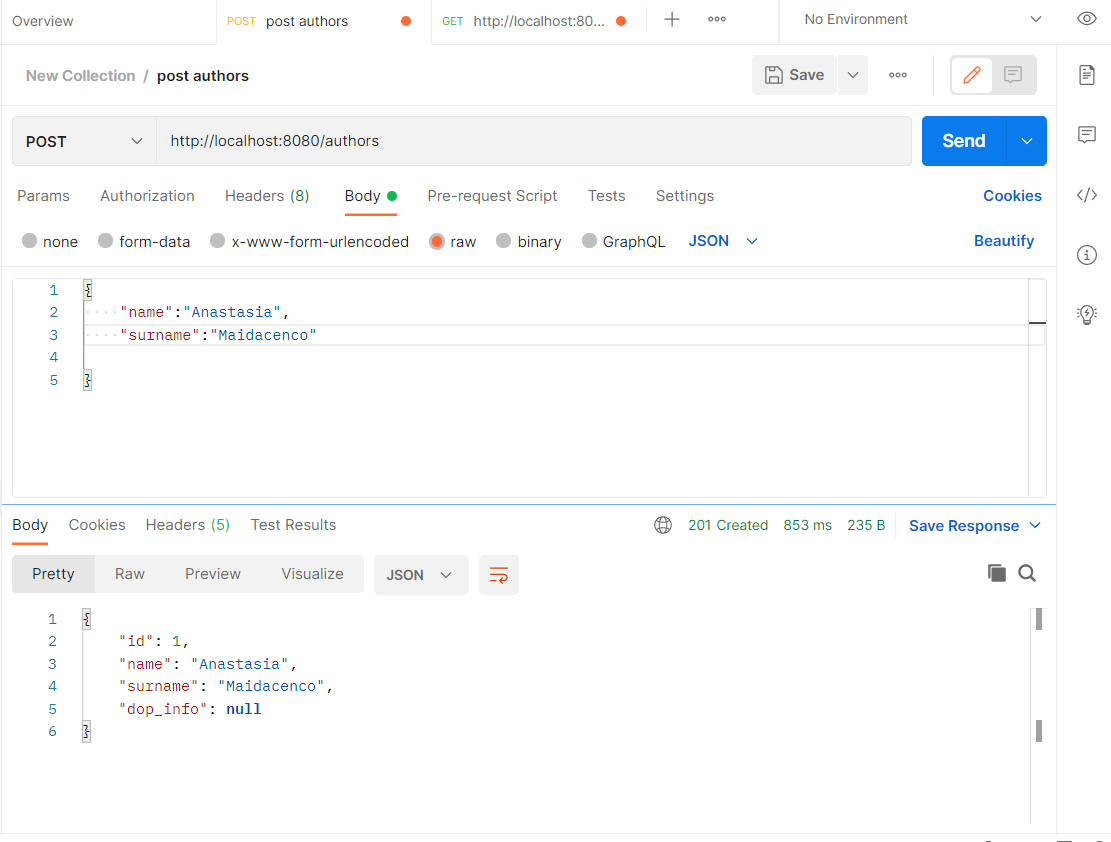 Overview
POST post authors
GET http://localhost:80...
No Environment
New Collection / post authors
Save
POST http://localhost:8080/authors Send
Params Authorization Headers (8) Body Pre-request Script Tests Settings Cookies
none form-data x-www-form-urlencoded raw binary GraphQL JSON Beautify
1 {
2 "name":"Anastasia",
3 "surname":"Maidacenco"
4
5 }
Body Cookies Headers (5) Test Results 201 Created 853 ms 235 B Save Response
Pretty Raw Preview Visualize JSON
1 {
2 "id": 1,
3 "name": "Anastasia",
4 "surname": "Maidacenco",
5 "dop_info": null
6 }